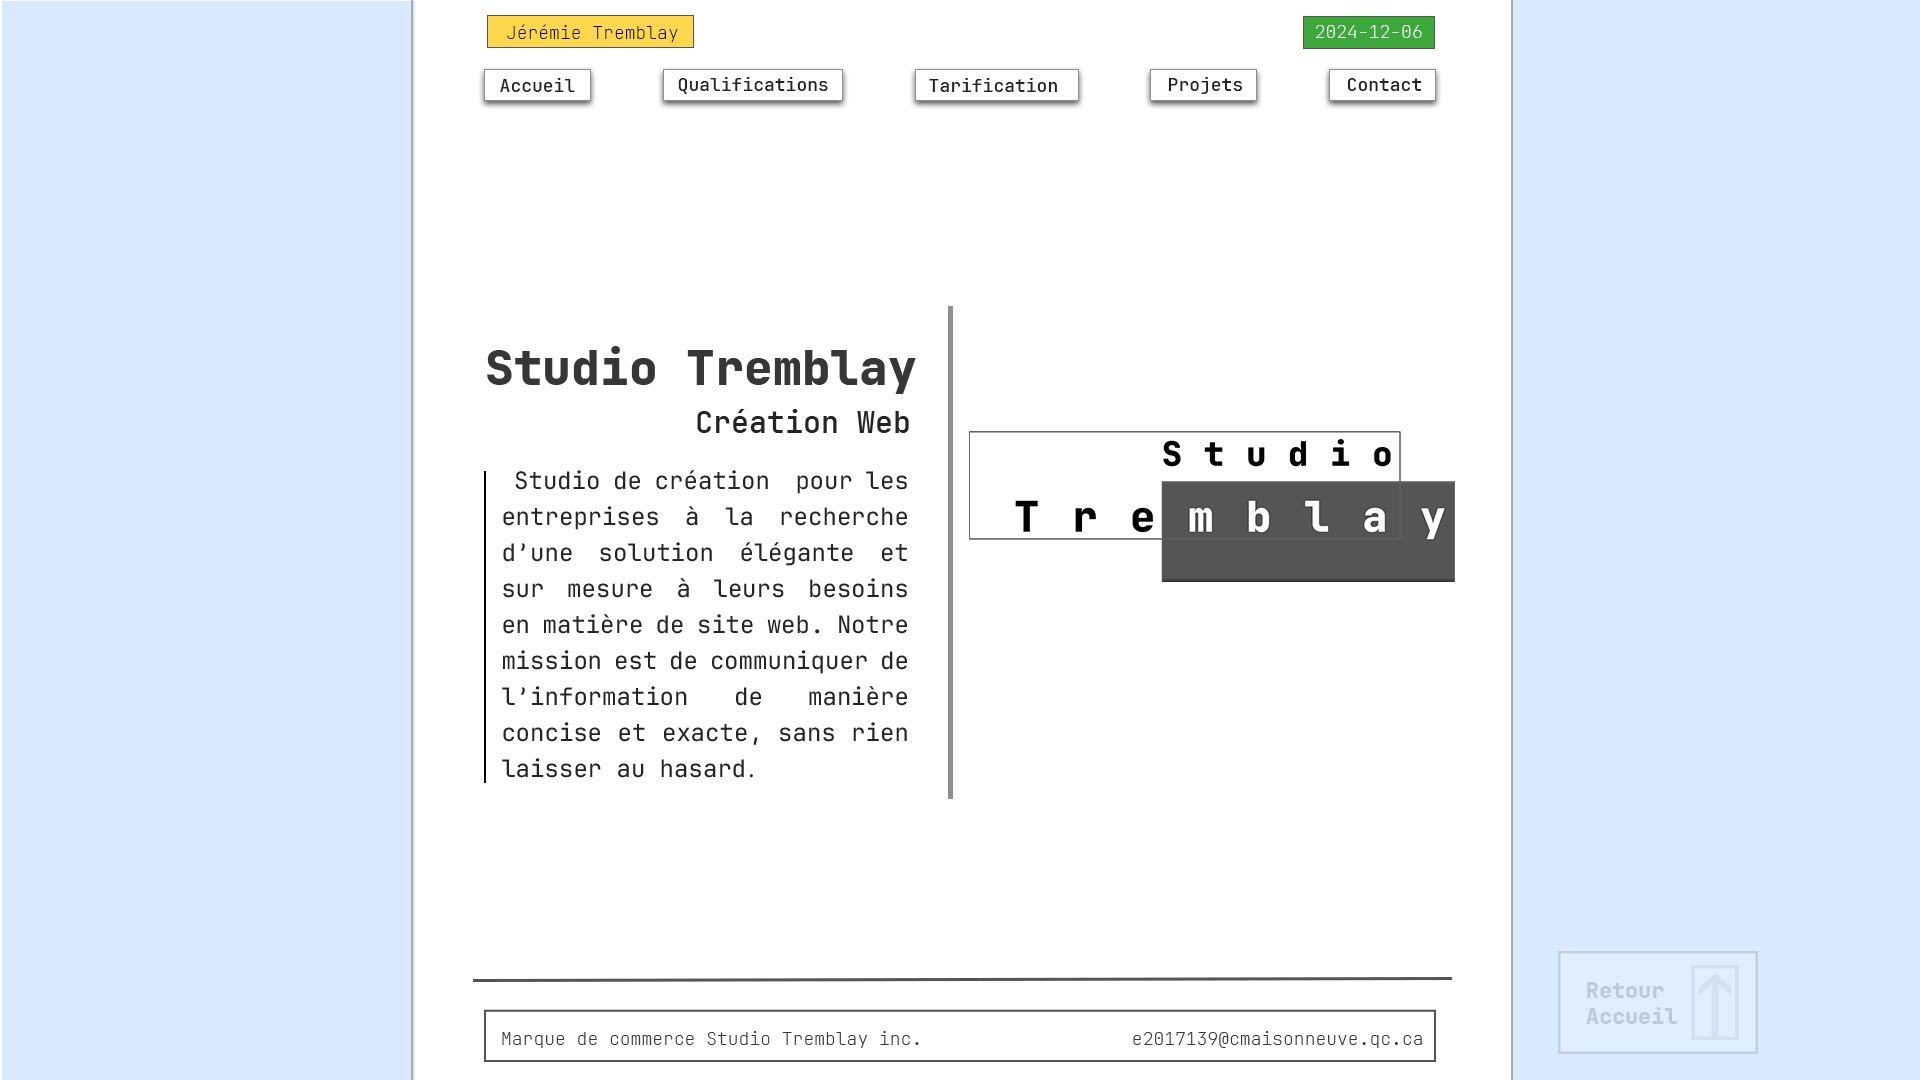 Jérémie Tremblay
2024-12-06
Accueil
Qualifications
Tarification
Projets
Contact
Studio Tremblay
Création Web
Studio de création pour les
entreprises à la recherche
d’une solution élégante et
sur mesure à leurs besoins
en matière de site web. Notre
mission est de communiquer de
l’information de manière
concise et exacte, sans rien
laisser au hasard.
Studio
Tremblay
Marque de commerce Studio Tremblay inc.
e2017139@cmaisonneuve.qc.ca
Retour
Accueil